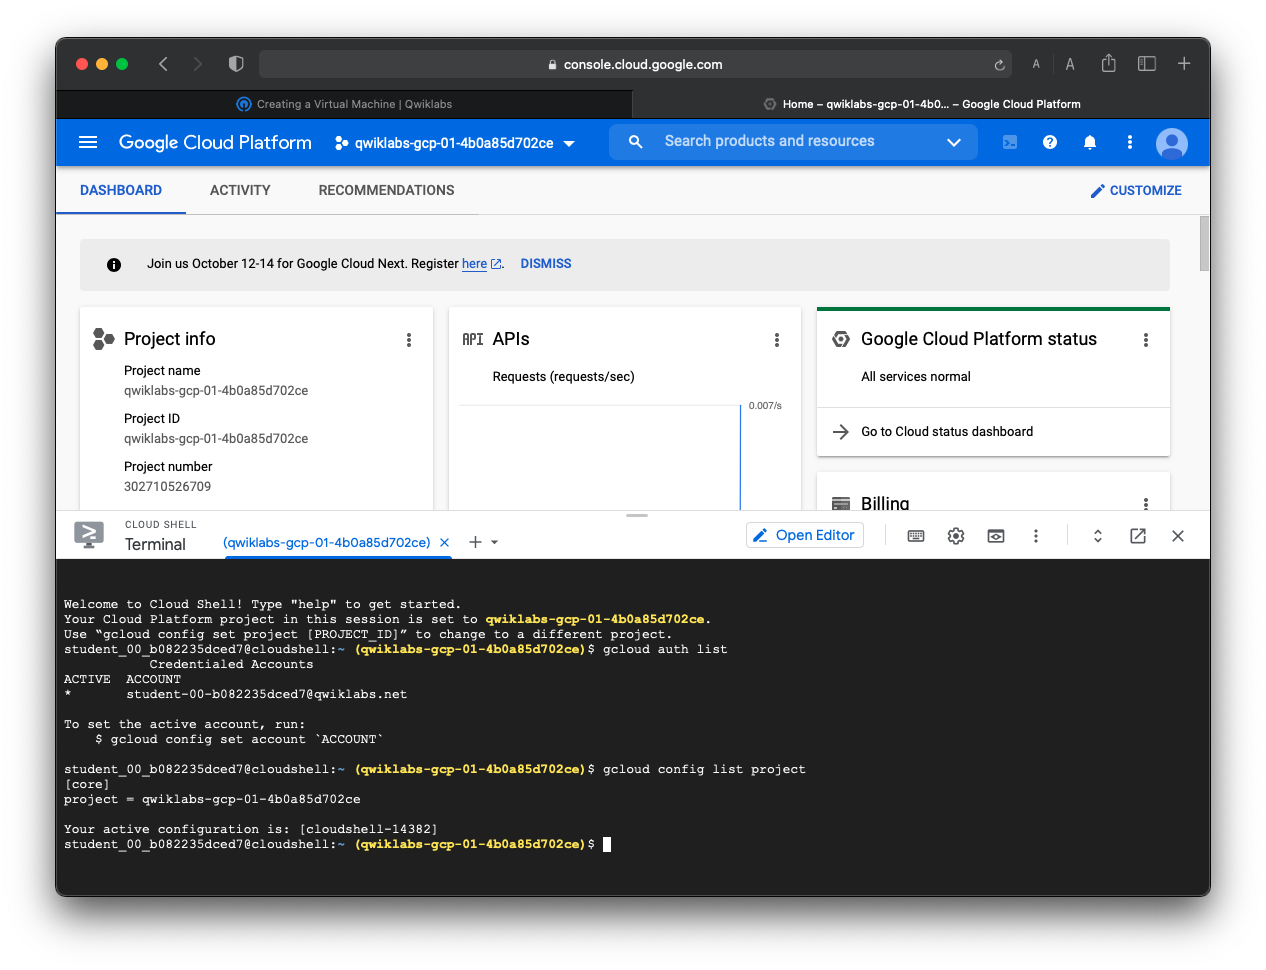 console.cloud.google.com
A A
Creating a Virtual Machine | Qwiklabs
Home – qwiklabs-gcp-01-4b0... – Google Cloud Platform
Google Cloud Platform
qwiklabs-gcp-01-4b0a85d702ce
Search products and resources
DASHBOARD
ACTIVITY
RECOMMENDATIONS
CUSTOMIZE
Join us October 12-14 for Google Cloud Next. Register here. DISMISS
Project info
Project name
qwiklabs-gcp-01-4b0a85d702ce
Project ID
qwiklabs-gcp-01-4b0a85d702ce
Project number
302710526709
API APIs
Requests (requests/sec)
0.007/s
Google Cloud Platform status
All services normal
Go to Cloud status dashboard
Billing
CLOUD SHELL
Terminal
(qwiklabs-gcp-01-4b0a85d702ce)
Open Editor
Welcome to Cloud Shell! Type "help" to get started.
Your Cloud Platform project in this session is set to qwiklabs-gcp-01-4b0a85d702ce.
Use “gcloud config set project [PROJECT_ID]” to change to a different project.
student_00_b082235dced7@cloudshell:~ (qwiklabs-gcp-01-4b0a85d702ce)$ gcloud auth list
Credentialed Accounts
ACTIVE ACCOUNT
* student-00-b082235dced7@qwiklabs.net
To set the active account, run:
$ gcloud config set account `ACCOUNT`
student_00_b082235dced7@cloudshell:~ (qwiklabs-gcp-01-4b0a85d702ce)$ gcloud config list project
[core]
project = qwiklabs-gcp-01-4b0a85d702ce
Your active configuration is: [cloudshell-14382]
student_00_b082235dced7@cloudshell:~ (qwiklabs-gcp-01-4b0a85d702ce)$